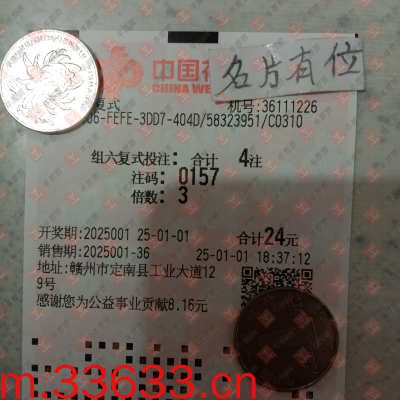 中国福
CHINA WE
名片有位
复式
机号:36111226
06-FEFE-3DD7-404D/58323951/C0310
组六复式投注: 合计 4注
注码: 0157
倍数: 3
开奖期:2025001 25-01-01
合计24元
销售期:2025001-36
25-01-01 18:37:12
地址:赣州市定南县工业大道12
9号
感谢您为公益事业贡献8.16元
m.33633.cn